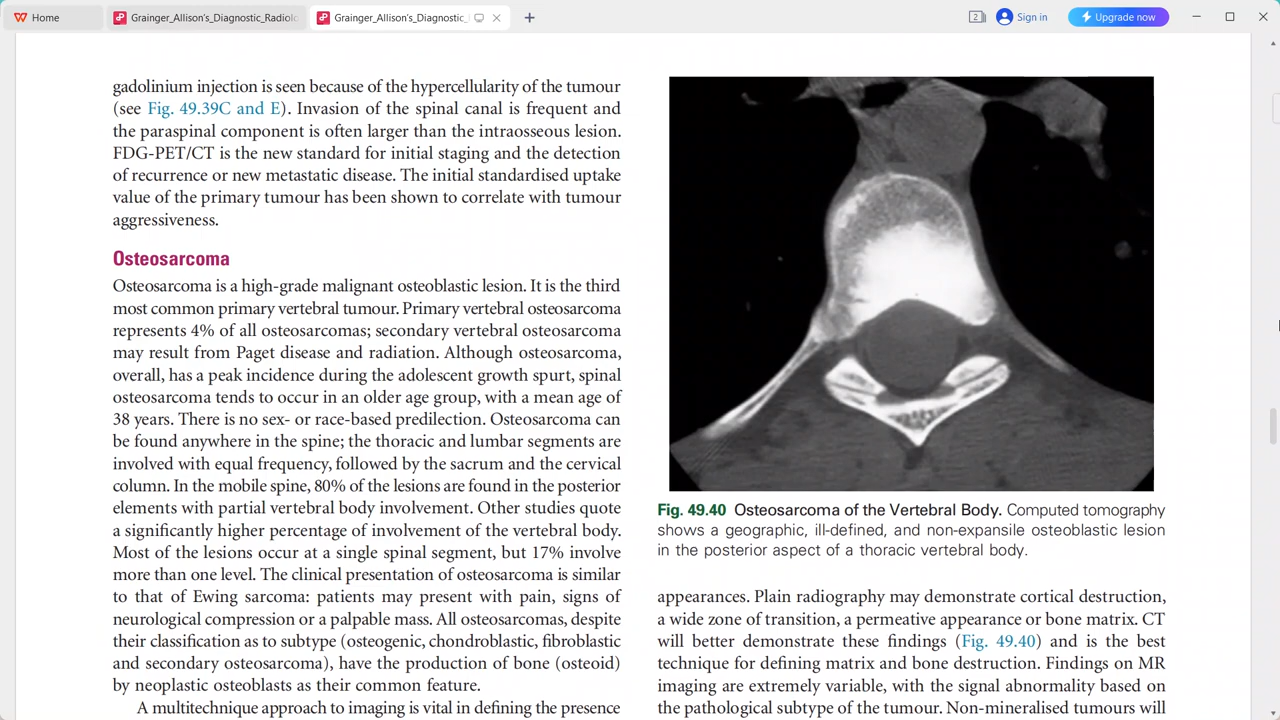 Home
Grainger_Allison's_Diagnostic_Radiolo
Grainger_Allison's_Diagnostic_
2
Sign in
Upgrade now
gadolinium injection is seen because of the hypercellularity of the tumour
(see Fig. 49.39C and E). Invasion of the spinal canal is frequent and
the paraspinal component is often larger than the intraosseous lesion.
FDG-PET/CT is the new standard for initial staging and the detection
of recurrence or new metastatic disease. The initial standardised uptake
value of the primary tumour has been shown to correlate with tumour
aggressiveness.
Osteosarcoma
Osteosarcoma is a high-grade malignant osteoblastic lesion. It is the third
most common primary vertebral tumour. Primary vertebral osteosarcoma
represents 4% of all osteosarcomas; secondary vertebral osteosarcoma
may result from Paget disease and radiation. Although osteosarcoma,
overall, has a peak incidence during the adolescent growth spurt, spinal
osteosarcoma tends to occur in an older age group, with a mean age of
38 years. There is no sex- or race-based predilection. Osteosarcoma can
be found anywhere in the spine; the thoracic and lumbar segments are
involved with equal frequency, followed by the sacrum and the cervical
column. In the mobile spine, 80% of the lesions are found in the posterior
elements with partial vertebral body involvement. Other studies quote
a significantly higher percentage of involvement of the vertebral body.
Most of the lesions occur at a single spinal segment, but 17% involve
more than one level. The clinical presentation of osteosarcoma is similar
to that of Ewing sarcoma: patients may present with pain, signs of
neurological compression or a palpable mass. All osteosarcomas, despite
their classification as to subtype (osteogenic, chondroblastic, fibroblastic
and secondary osteosarcoma), have the production of bone (osteoid)
by neoplastic osteoblasts as their common feature.
A multitechnique approach to imaging is vital in defining the presence
Fig. 49.40 Osteosarcoma of the Vertebral Body. Computed tomography
shows a geographic, ill-defined, and non-expansile osteoblastic lesion
in the posterior aspect of a thoracic vertebral body.
appearances. Plain radiography may demonstrate cortical destruction,
a wide zone of transition, a permeative appearance or bone matrix. CT
will better demonstrate these findings (Fig. 49.40) and is the best
technique for defining matrix and bone destruction. Findings on MR
imaging are extremely variable, with the signal abnormality based on
the pathological subtype of the tumour. Non-mineralised tumours will